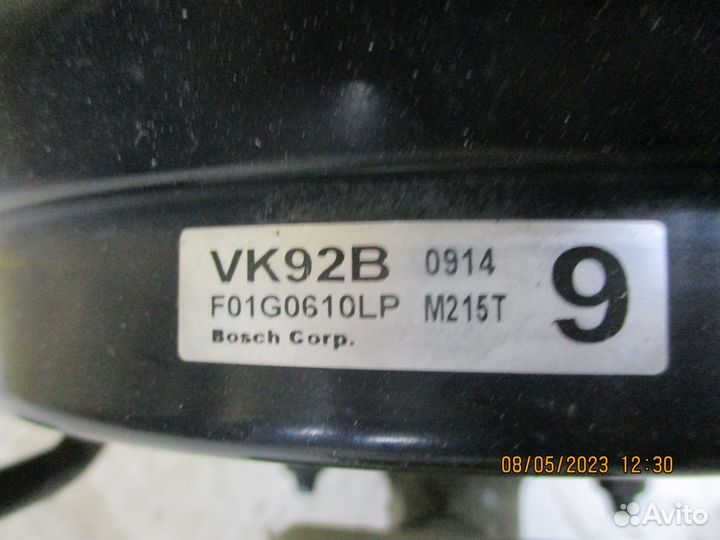 VK92B 0914 9
F01G0610LP M215T
Bosch Corp.
08/05/2023 12:30
Avito